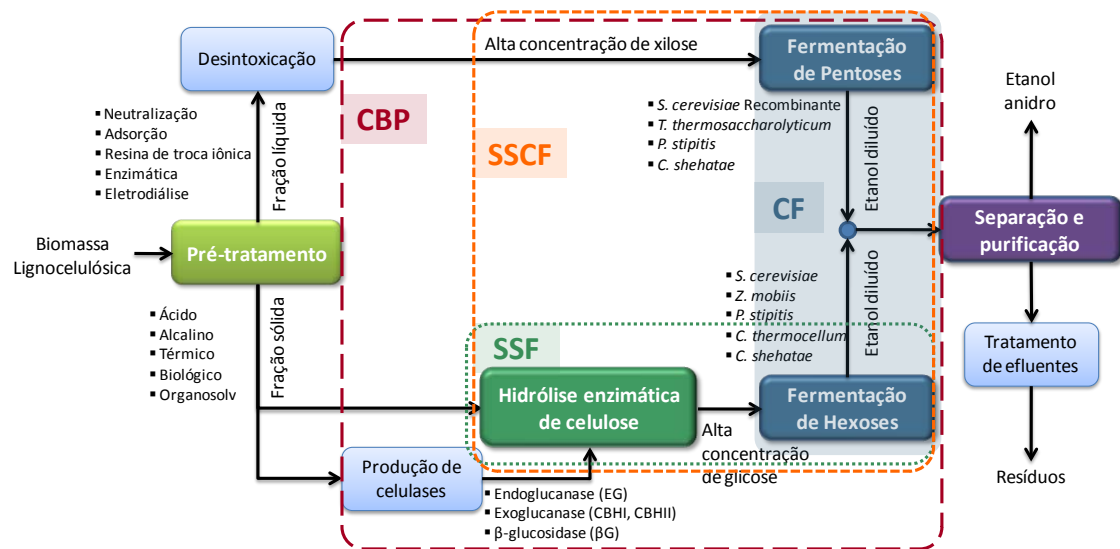 Desintoxicação
Alta concentração de xilose
Fermentação
de Pentoses
Etanol
anidro
▪ Neutralização
▪ Adsorção
▪ Resina de troca iônica
▪ Enzimática
▪ Eletrodiálise
Fração líquida
CBP
SSCF
▪ S. cerevisiae Recombinante
▪ T. thermosaccharolyticum
▪ P. stipitis
▪ C. shehatae
Etanol diluído
CF
Biomassa
Lignocelulósica
Pré-tratamento
Separação e
purificação
▪ Ácido
▪ Alcalino
▪ Térmico
▪ Biológico
▪ Organosolv
Fração sólida
SSF
▪ S. cerevisiae
▪ Z. mobiis
▪ P. stipitis
▪ C. thermocellum
▪ C. shehatae
Etanol diluído
Tratamento
de efluentes
Hidrólise enzimática
de celulose
Fermentação
de Hexoses
Alta
concentração
de glicose
Produção de
celulases
▪ Endoglucanase (EG)
▪ Exoglucanase (CBHI, CBHII)
▪ β-glucosidase (βG)
Resíduos